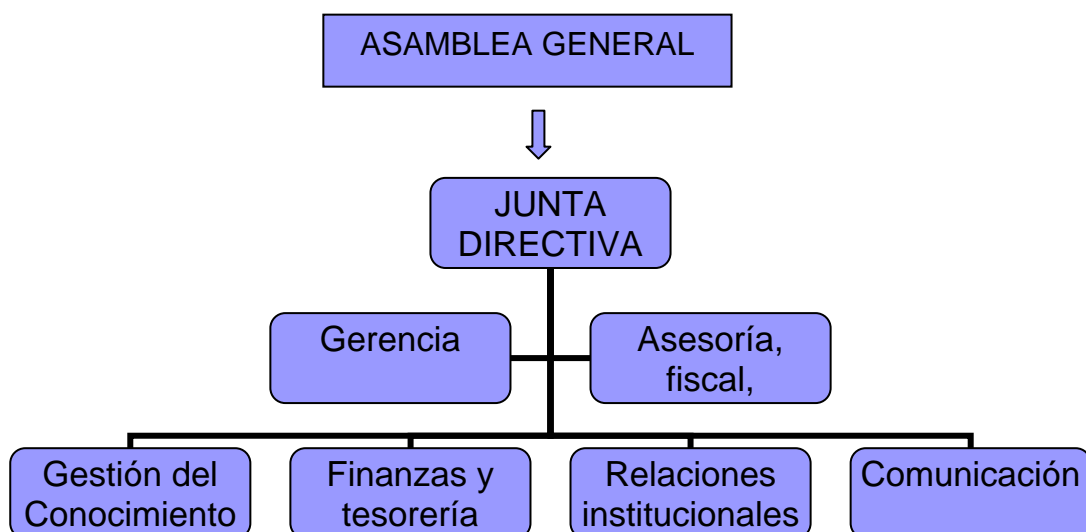 ASAMBLEA GENERAL
JUNTA
DIRECTIVA
Gerencia
Asesoría,
fiscal,
Gestión del
Conocimiento
Finanzas y
tesorería
Relaciones
institucionales
Comunicación